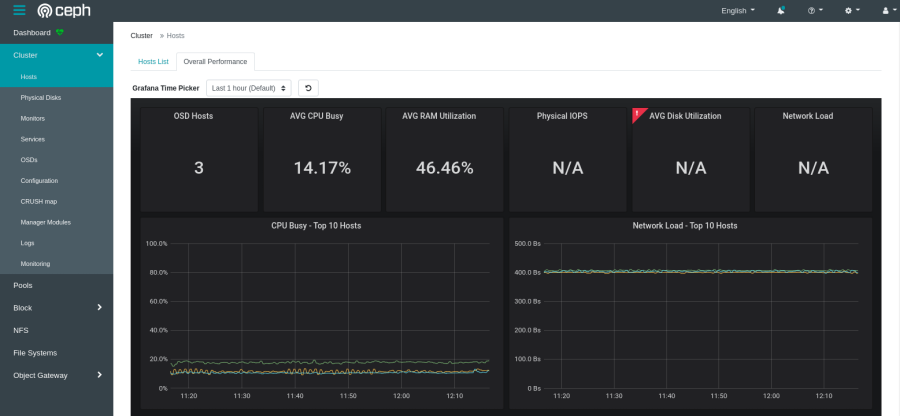 ceph
English
Dashboard
Cluster
Hosts
Physical Disks
Monitors
Services
OSDs
Configuration
CRUSH map
Manager Modules
Logs
Monitoring
Pools
Block
NFS
File Systems
Object Gateway
Cluster » Hosts
Hosts List Overall Performance
Grafana Time Picker Last 1 hour (Default)
OSD Hosts
3
AVG CPU Busy
14.17%
AVG RAM Utilization
46.46%
Physical IOPS
N/A
! AVG Disk Utilization
N/A
Network Load
N/A
CPU Busy - Top 10 Hosts
100.0%
80.0%
60.0%
40.0%
20.0%
0%
11:20 11:30 11:40 11:50 12:00 12:10
Network Load - Top 10 Hosts
500.0 Bs
400.0 Bs
300.0 Bs
200.0 Bs
100.0 Bs
0 Bs
11:20 11:30 11:40 11:50 12:00 12:10